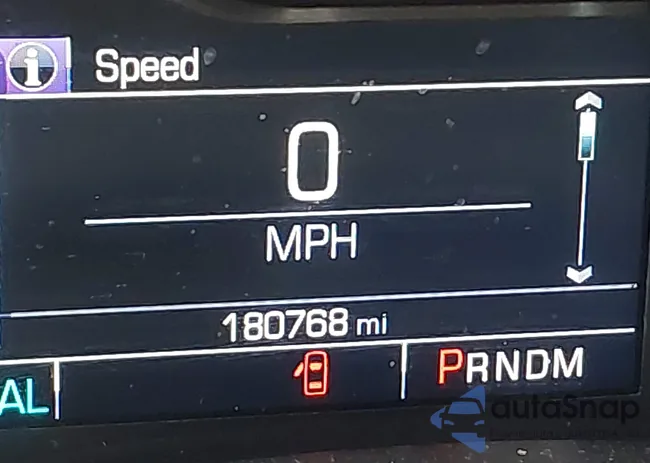 i Speed
0
MPH
180768 mi
AL PRNDM
autoSnap